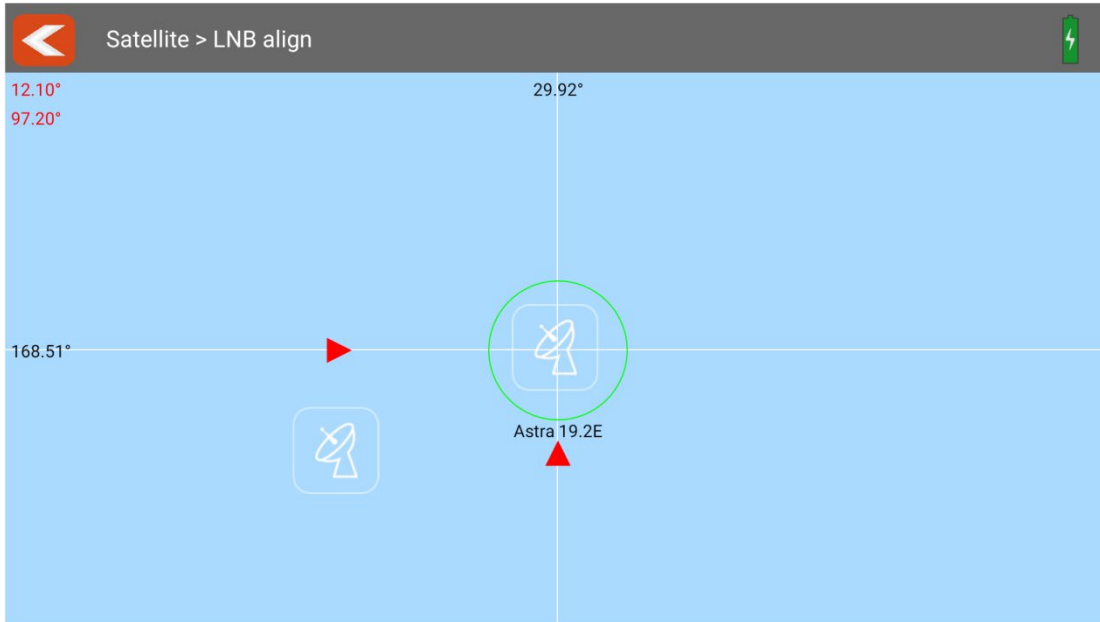 Satellite > LNB align
12.10°
29.92°
97.20°
168.51°
Astra 19.2E